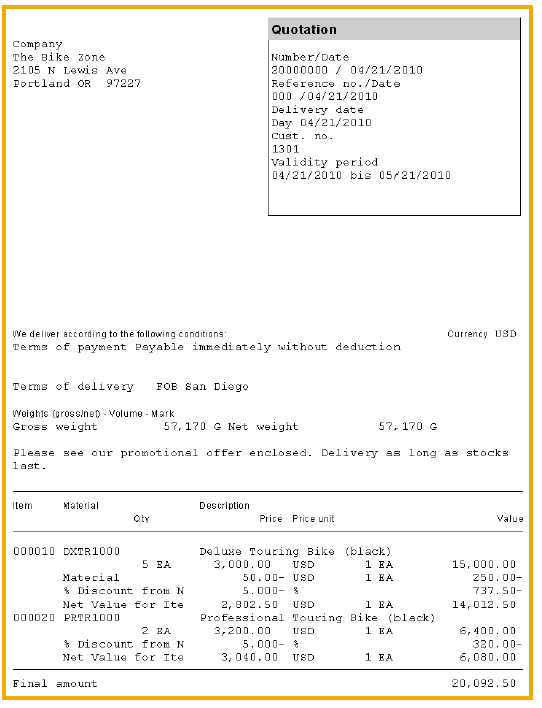 Quotation
Company
The Bike Zone
2105 N Lewis Ave
Portland OR 97227
Number/Date
20000000 / 04/21/2010
Reference no./Date
000 /04/21/2010
Delivery date
Day 04/21/2010
Cust. no.
1301
Validity period
04/21/2010 bis 05/21/2010
We deliver according to the following conditions: Currency USD
Terms of payment Payable immediately without deduction
Terms of delivery FOB San Diego
Weights (gross/net) - Volume - Mark
Gross weight 57,170 G Net weight 57,170 G
Please see our promotional offer enclosed. Delivery as long as stocks
last.
Item Material Description
Qty Price Price unit Value
000010 DXTR1000 Deluxe Touring Bike (black)
5 EA 3,000.00 USD 1 EA 15,000.00
Material 50.00- USD 1 EA 250.00-
% Discount from N 5.000- % 737.50-
Net Value for Ite 2,802.50 USD 1 EA 14,012.50
000020 PRTR1000 Professional Touring Bike (black)
2 EA 3,200.00 USD 1 EA 6,400.00
% Discount from N 5.000- % 320.00-
Net Value for Ite 3,040.00 USD 1 EA 6,080.00
Final amount 20,092.50